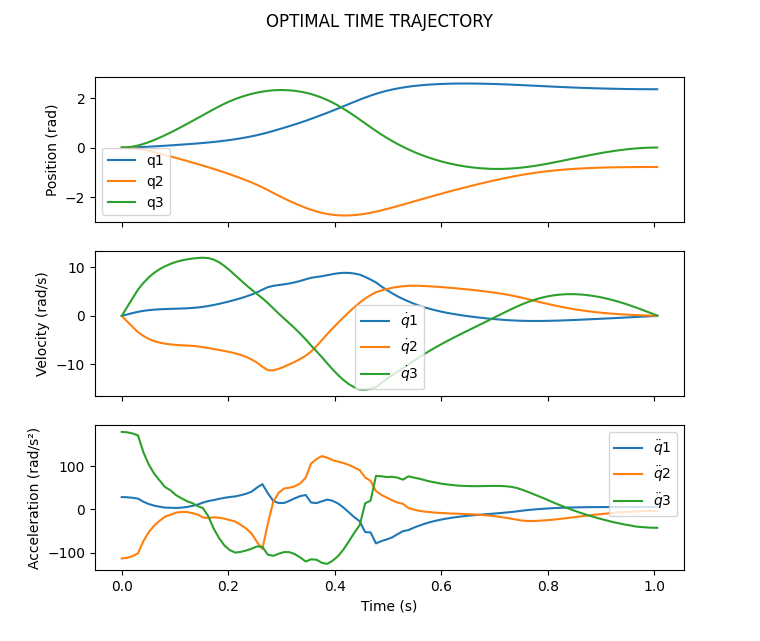 OPTIMAL TIME TRAJECTORY
Position (rad)
2
0
−2
q1
q2
q3
Velocity (rad/s)
10
0
−10
q̇1
q̇2
q̇3
Acceleration (rad/s²)
100
0
−100
q̈1
q̈2
q̈3
0.0 0.2 0.4 0.6 0.8 1.0
Time (s)